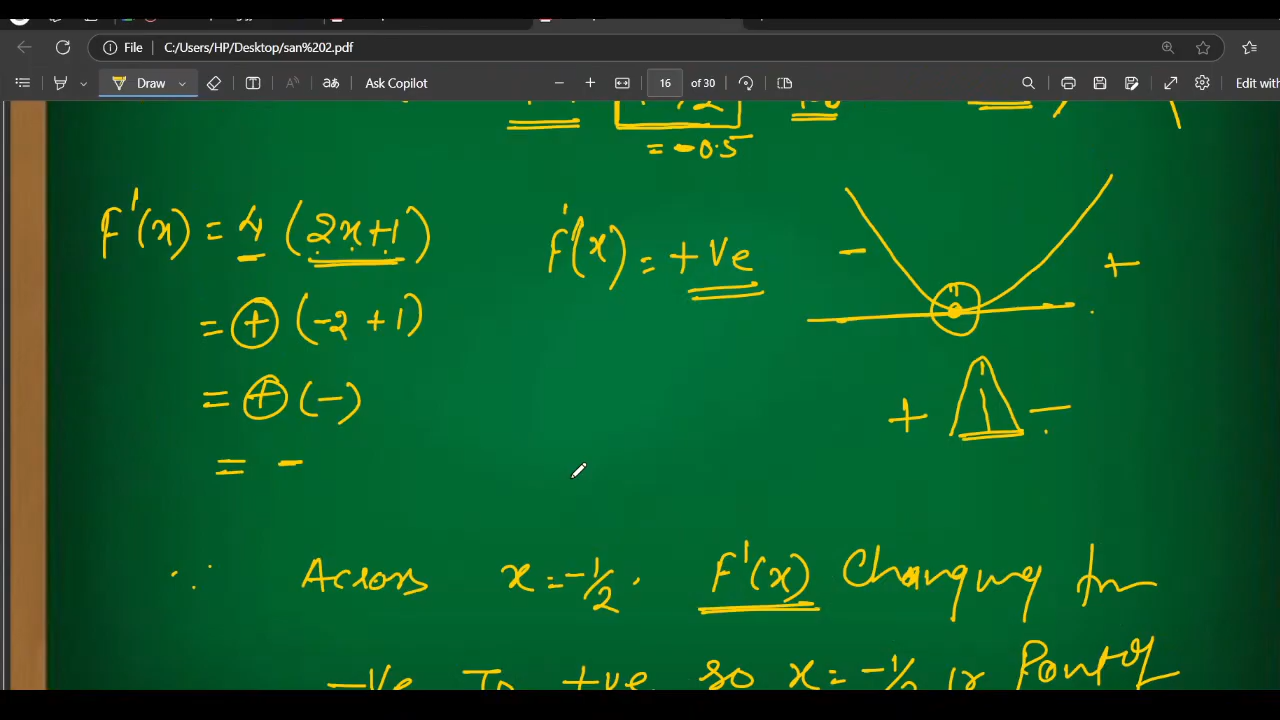 File | C:/Users/HP/Desktop/san%202.pdf
Draw Ask Copilot 16 of 30 Edit with
= -0.5
F'(x) = 4 (2x+1)
= + (-2 + 1)
= + (-)
= -
F'(x) = +ve
- +
+ -
∵ Across x = -1/2 . F'(x) Changing
-ve To +ve so x = -1/2 is Point of